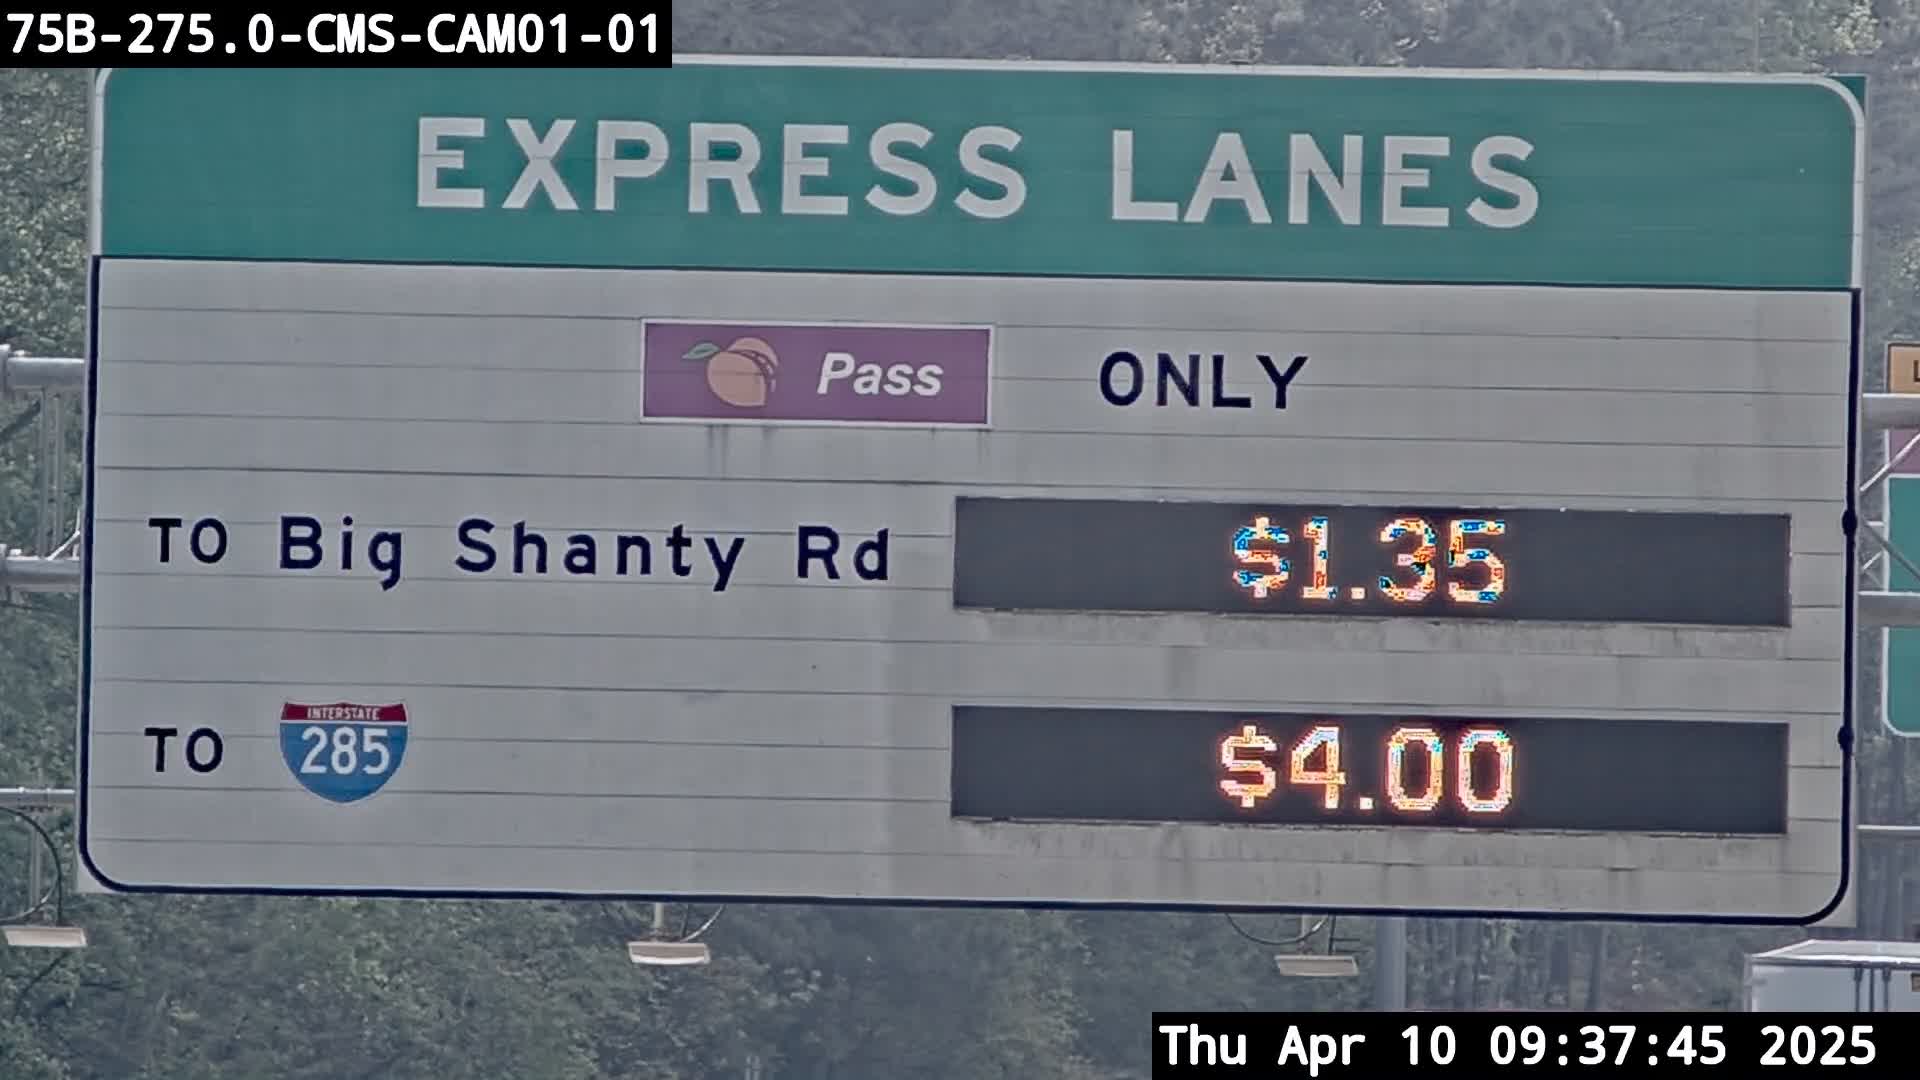 75B-275.0-CMS-CAM01-01
EXPRESS LANES
Pass ONLY
TO Big Shanty Rd $1.35
INTERSTATE
TO 285 $4.00
Thu Apr 10 09:37:45 2025